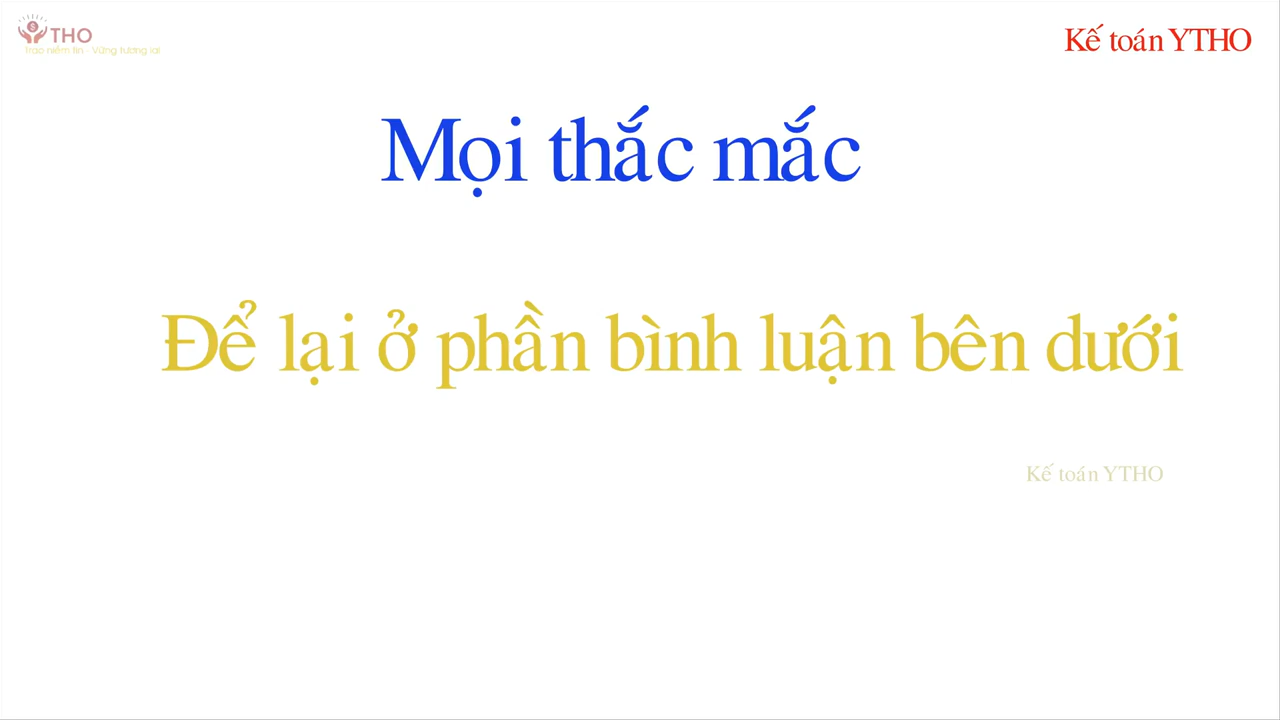 THO
Trao niềm tin - Vững tương lai
Kế toán YTHO
Mọi thắc mắc
Để lại ở phần bình luận bên dưới
Kế toán YTHO